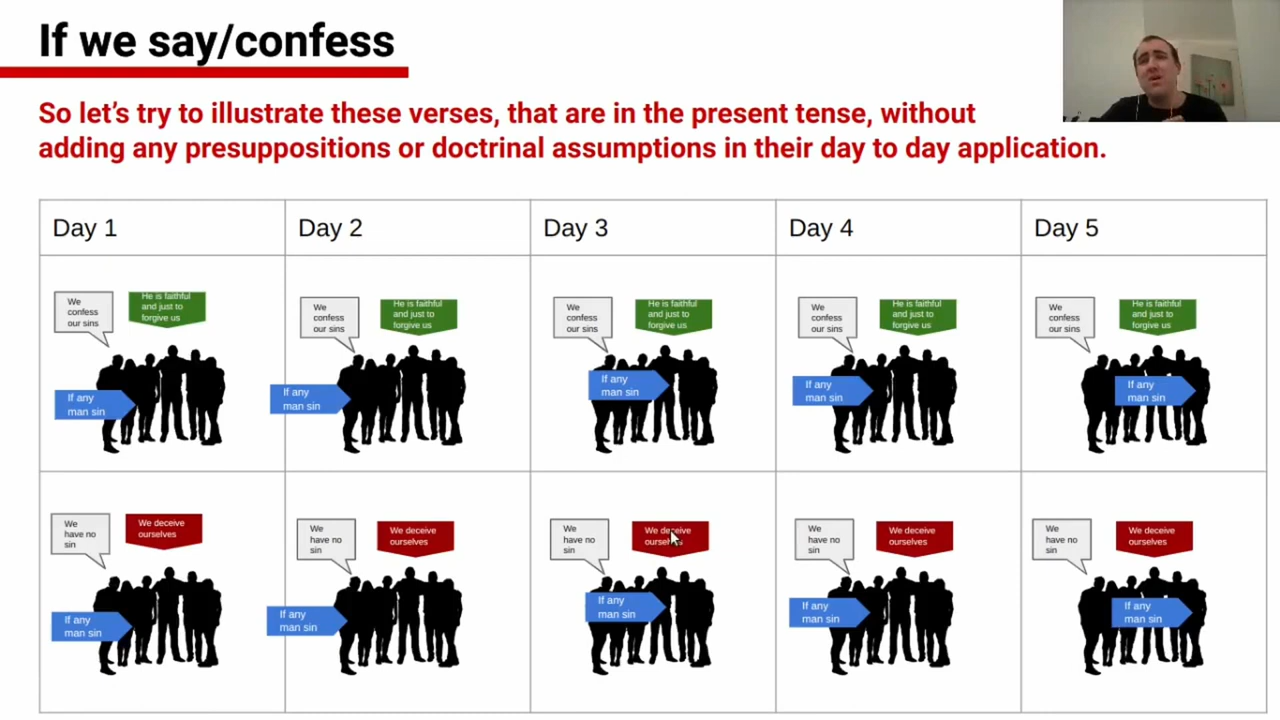 If we say/confess
So let's try to illustrate these verses, that are in the present tense, without
adding any presuppositions or doctrinal assumptions in their day to day application.
Day 1
Day 2
Day 3
Day 4
Day 5
We
confess
our sins
He is faithful
and just to
forgive us
If any
man sin
We
confess
our sins
He is faithful
and just to
forgive us
If any
man sin
We
confess
our sins
He is faithful
and just to
forgive us
If any
man sin
We
confess
our sins
He is faithful
and just to
forgive us
If any
man sin
We
confess
our sins
He is faithful
and just to
forgive us
If any
man sin
We
have no
sin
We deceive
ourselves
If any
man sin
We
have no
sin
We deceive
ourselves
If any
man sin
We
have no
sin
We deceive
ourselves
If any
man sin
We
have no
sin
We deceive
ourselves
If any
man sin
We
have no
sin
We deceive
ourselves
If any
man sin